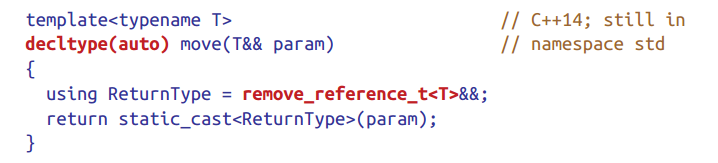 template<typename T> // C++14; still in
decltype(auto) move(T&& param) // namespace std
{
using ReturnType = remove_reference_t<T>&&;
return static_cast<ReturnType>(param);
}